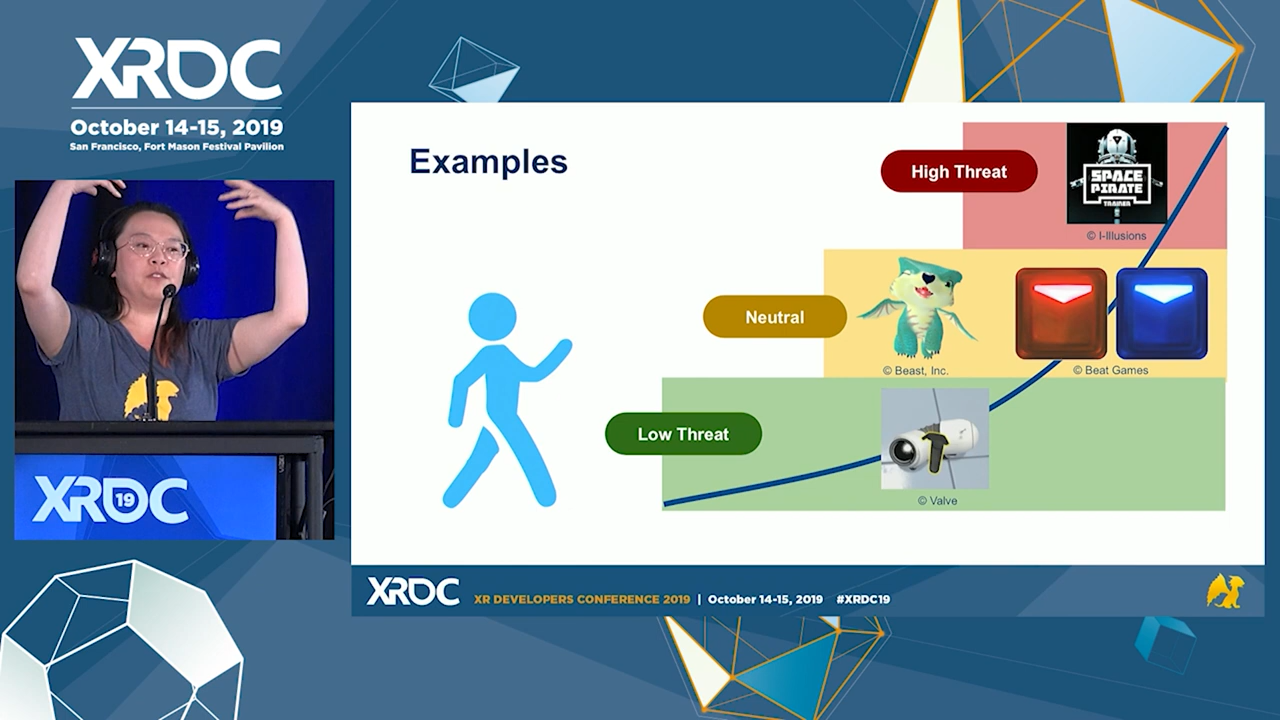 XRDC
October 14-15, 2019
San Francisco, Fort Mason Festival Pavilion
Examples
High Threat
SPACE
PIRATE
TRAINER
© I-Illusions
Neutral
© Beast, Inc.
© Beat Games
Low Threat
© Valve
XRDC
19
XRDC
XR DEVELOPERS CONFERENCE 2019 | October 14-15, 2019 #XRDC19